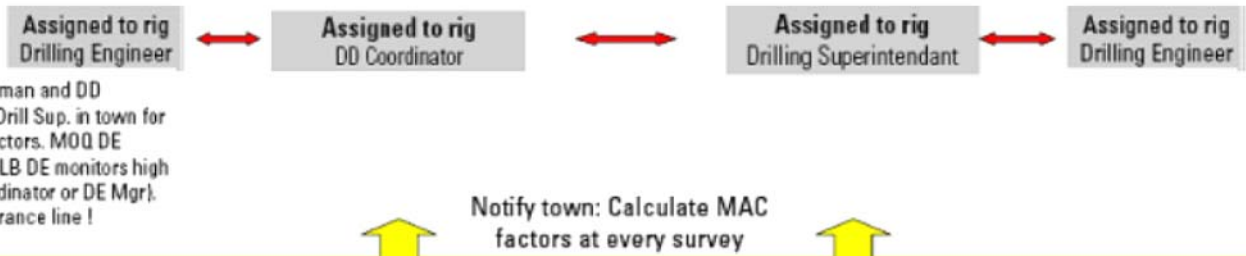 Assigned to rig
Drilling Engineer
Assigned to rig
DD Coordinator
Assigned to rig
Drilling Superintendant
Assigned to rig
Drilling Engineer
man and DD
Drill Sup. in town for
ctors. MOQ DE
LB DE monitors high
dinator or DE Mgr).
rance line !
Notify town: Calculate MAC
factors at every survey